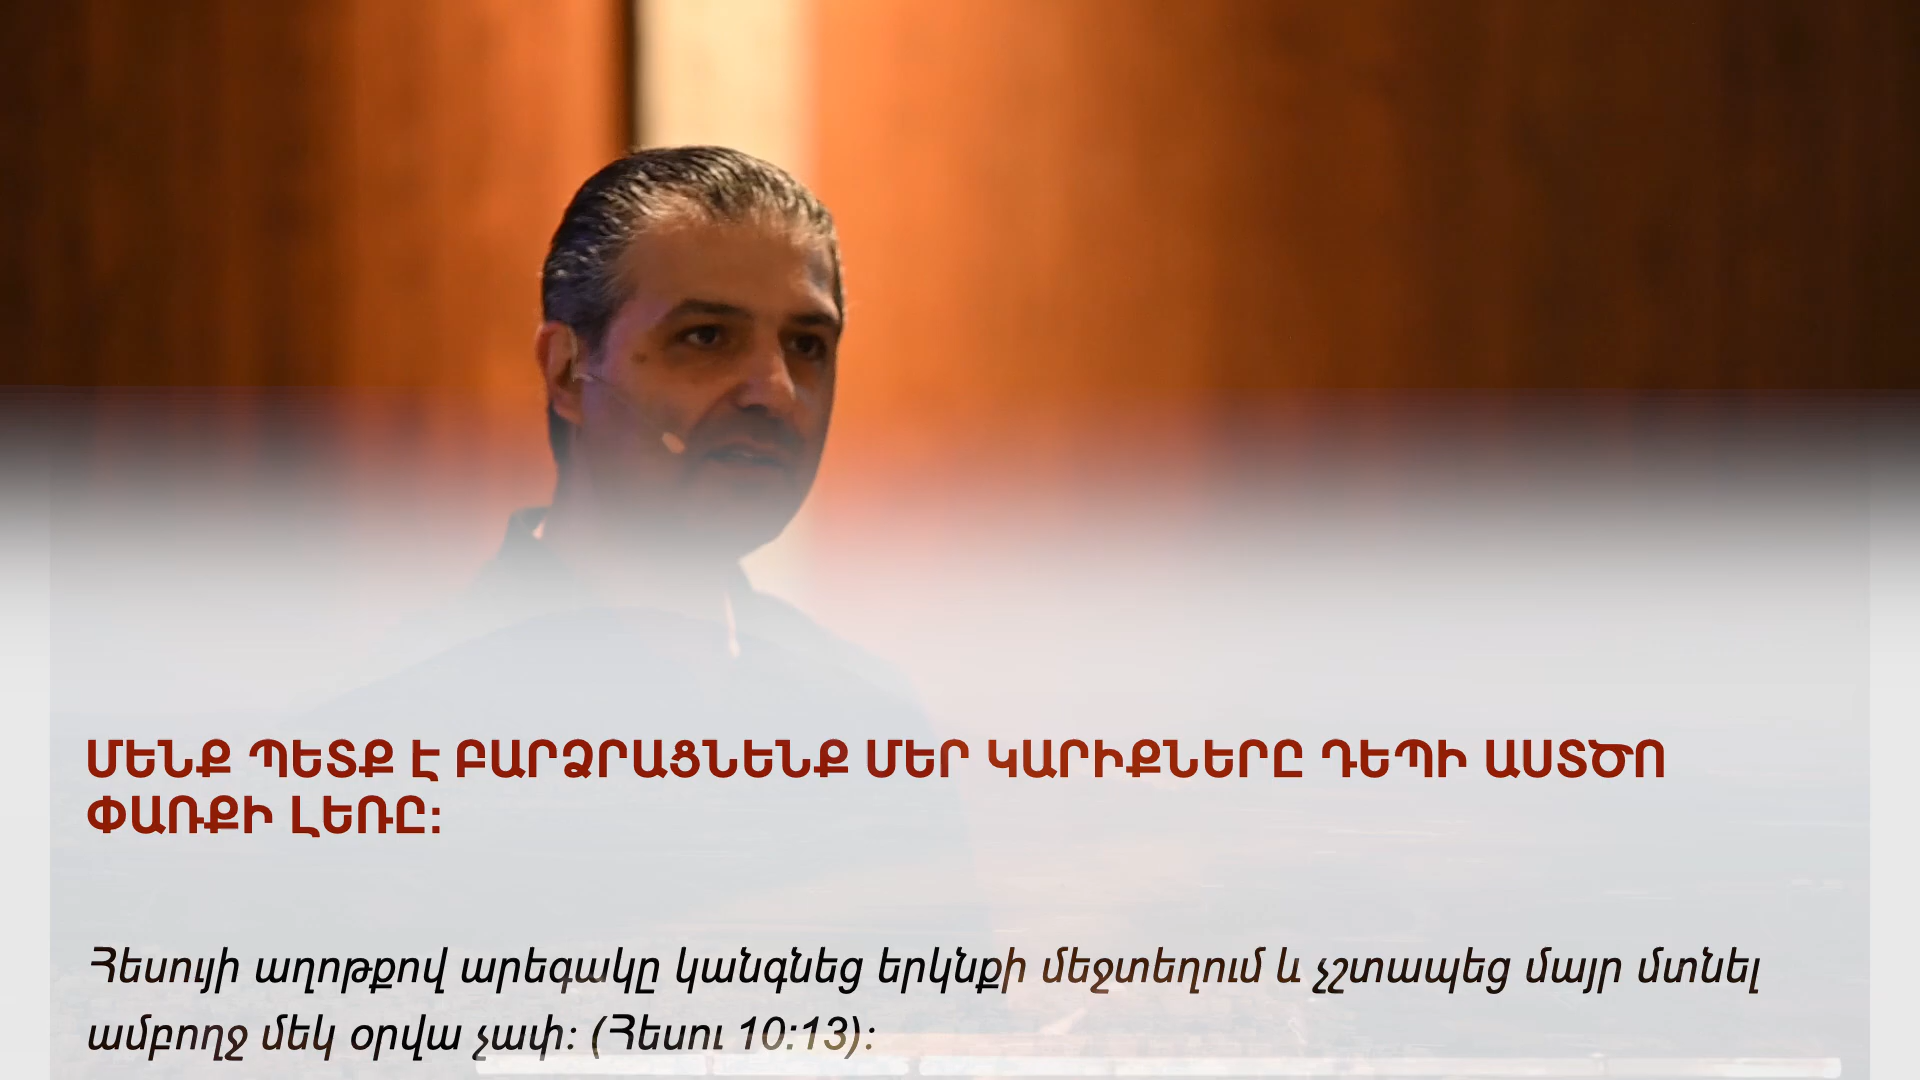 ՄԵՆՔ ՊԵՏՔ Է ԲԱՐՁՐԱՑՆԵՆՔ ՄԵՐ ԿԱՐԻՔՆԵՐԸ ԴԵՊԻ ԱՍՏԾՈ
ՓԱՌՔԻ ԼԵՌԸ։
Հեսույի աղոթքով արեգակը կանգնեց երկնքի մեջտեղում և չշտապեց մայր մտնել
ամբողջ մեկ օրվա չափ։ (Հեսու 10:13)։